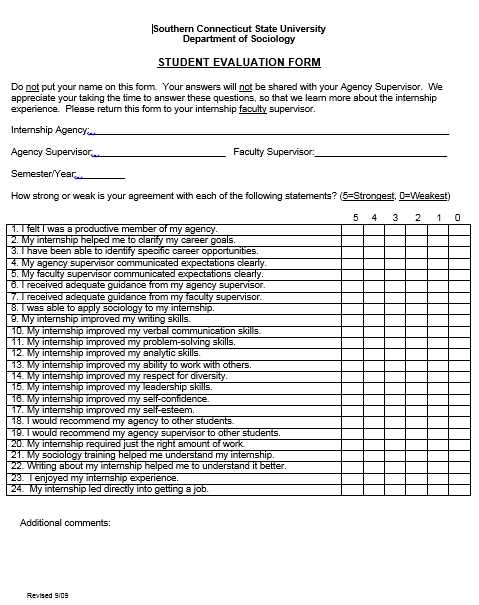 Southern Connecticut State University
Department of Sociology
STUDENT EVALUATION FORM
Do not put your name on this form. Your answers will not be shared with your Agency Supervisor. We
appreciate your taking the time to answer these questions, so that we learn more about the internship
experience. Please return this form to your internship faculty supervisor.
Internship Agency:
Agency Supervisor: Faculty Supervisor:
Semester/Year:
How strong or weak is your agreement with each of the following statements? (5=Strongest, 0=Weakest)
5 4 3 2 1 0
1. I felt I was a productive member of my agency.
2. My internship helped me to clarify my career goals.
3. I have been able to identify specific career opportunities.
4. My agency supervisor communicated expectations clearly.
5. My faculty supervisor communicated expectations clearly.
6. I received adequate guidance from my agency supervisor.
7. I received adequate guidance from my faculty supervisor.
8. I was able to apply sociology to my internship.
9. My internship improved my writing skills.
10. My internship improved my verbal communication skills.
11. My internship improved my problem-solving skills.
12. My internship improved my analytic skills.
13. My internship improved my ability to work with others.
14. My internship improved my respect for diversity.
15. My internship improved my leadership skills.
16. My internship improved my self-confidence.
17. My internship improved my self-esteem.
18. I would recommend my agency to other students.
19. I would recommend my agency supervisor to other students.
20. My internship required just the right amount of work.
21. My sociology training helped me understand my internship.
22. Writing about my internship helped me to understand it better.
23. I enjoyed my internship experience.
24. My internship led directly into getting a job.
Additional comments:
Revised 9/09